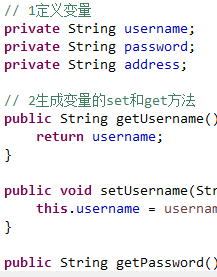 // 1定义变量
private String username;
private String password;
private String address;
// 2生成变量的set和get方法
public String getUsername()
return username;
}
public void setUsername(Str
this.username = usernam
}
public String getPassword()